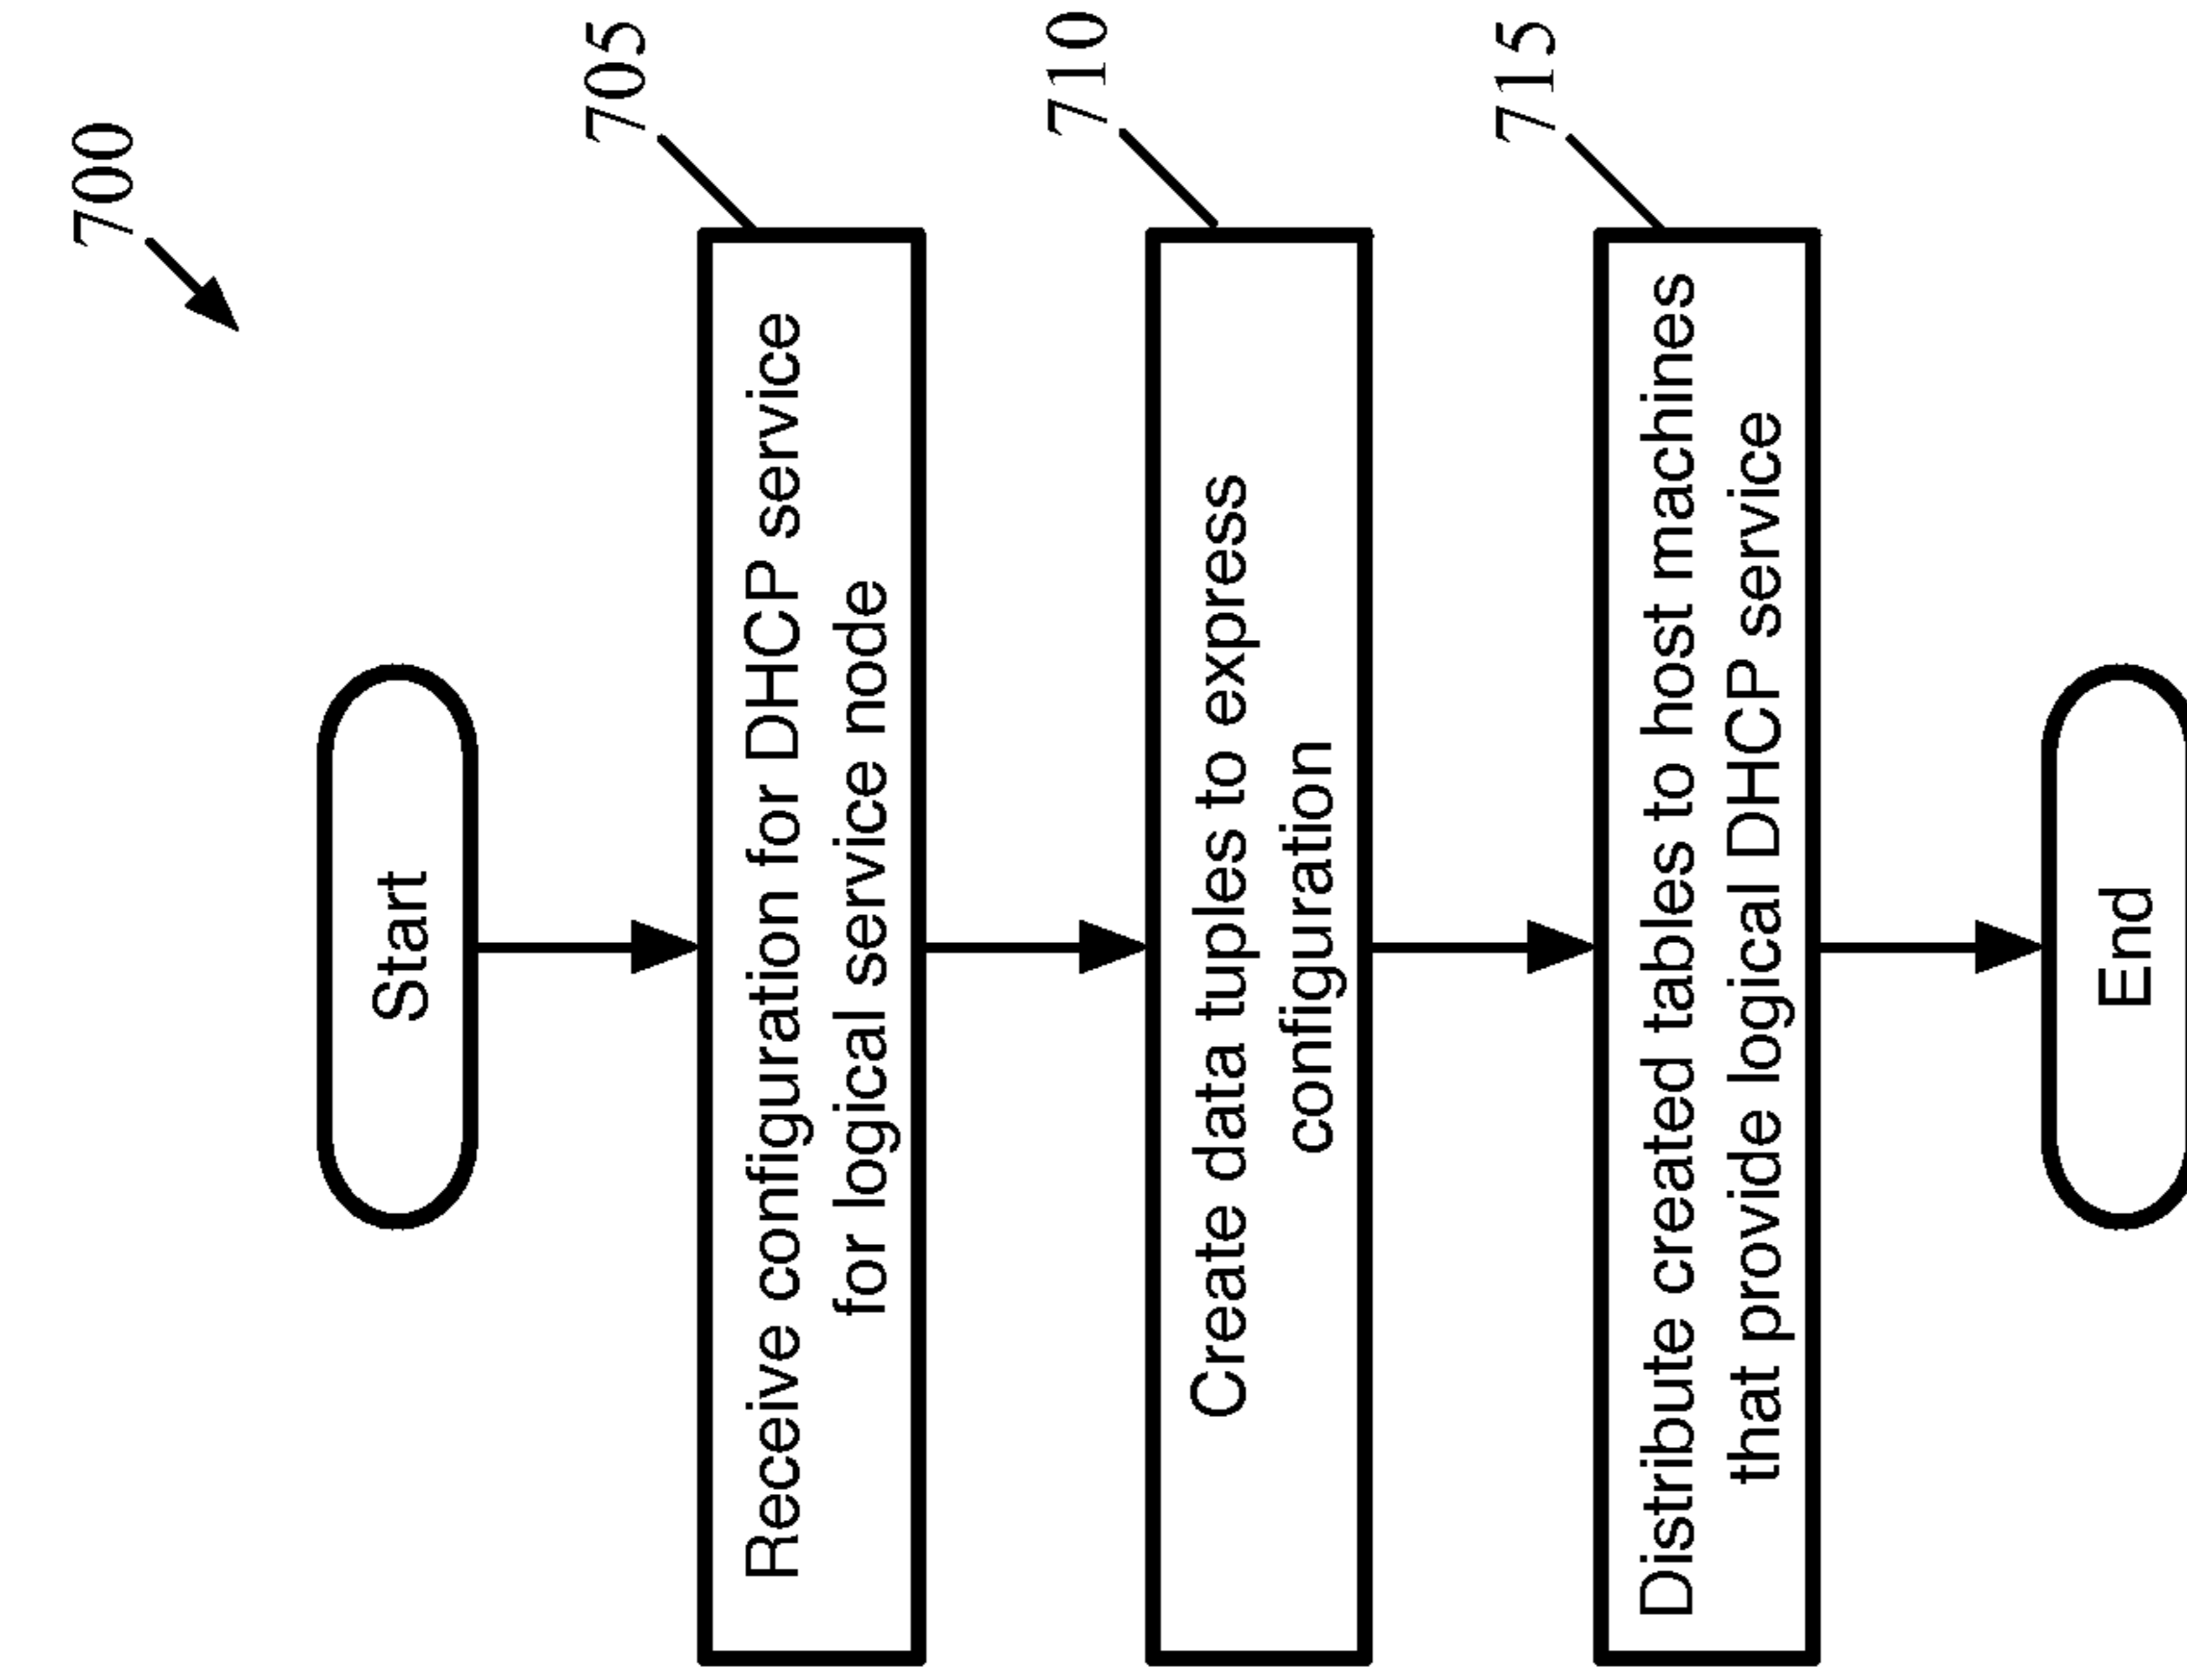 700
Start
705
Receive configuration for DHCP service
for logical service node
710
Create data tuples to express
configuration
715
Distribute created tables to host machines
that provide logical DHCP service
End